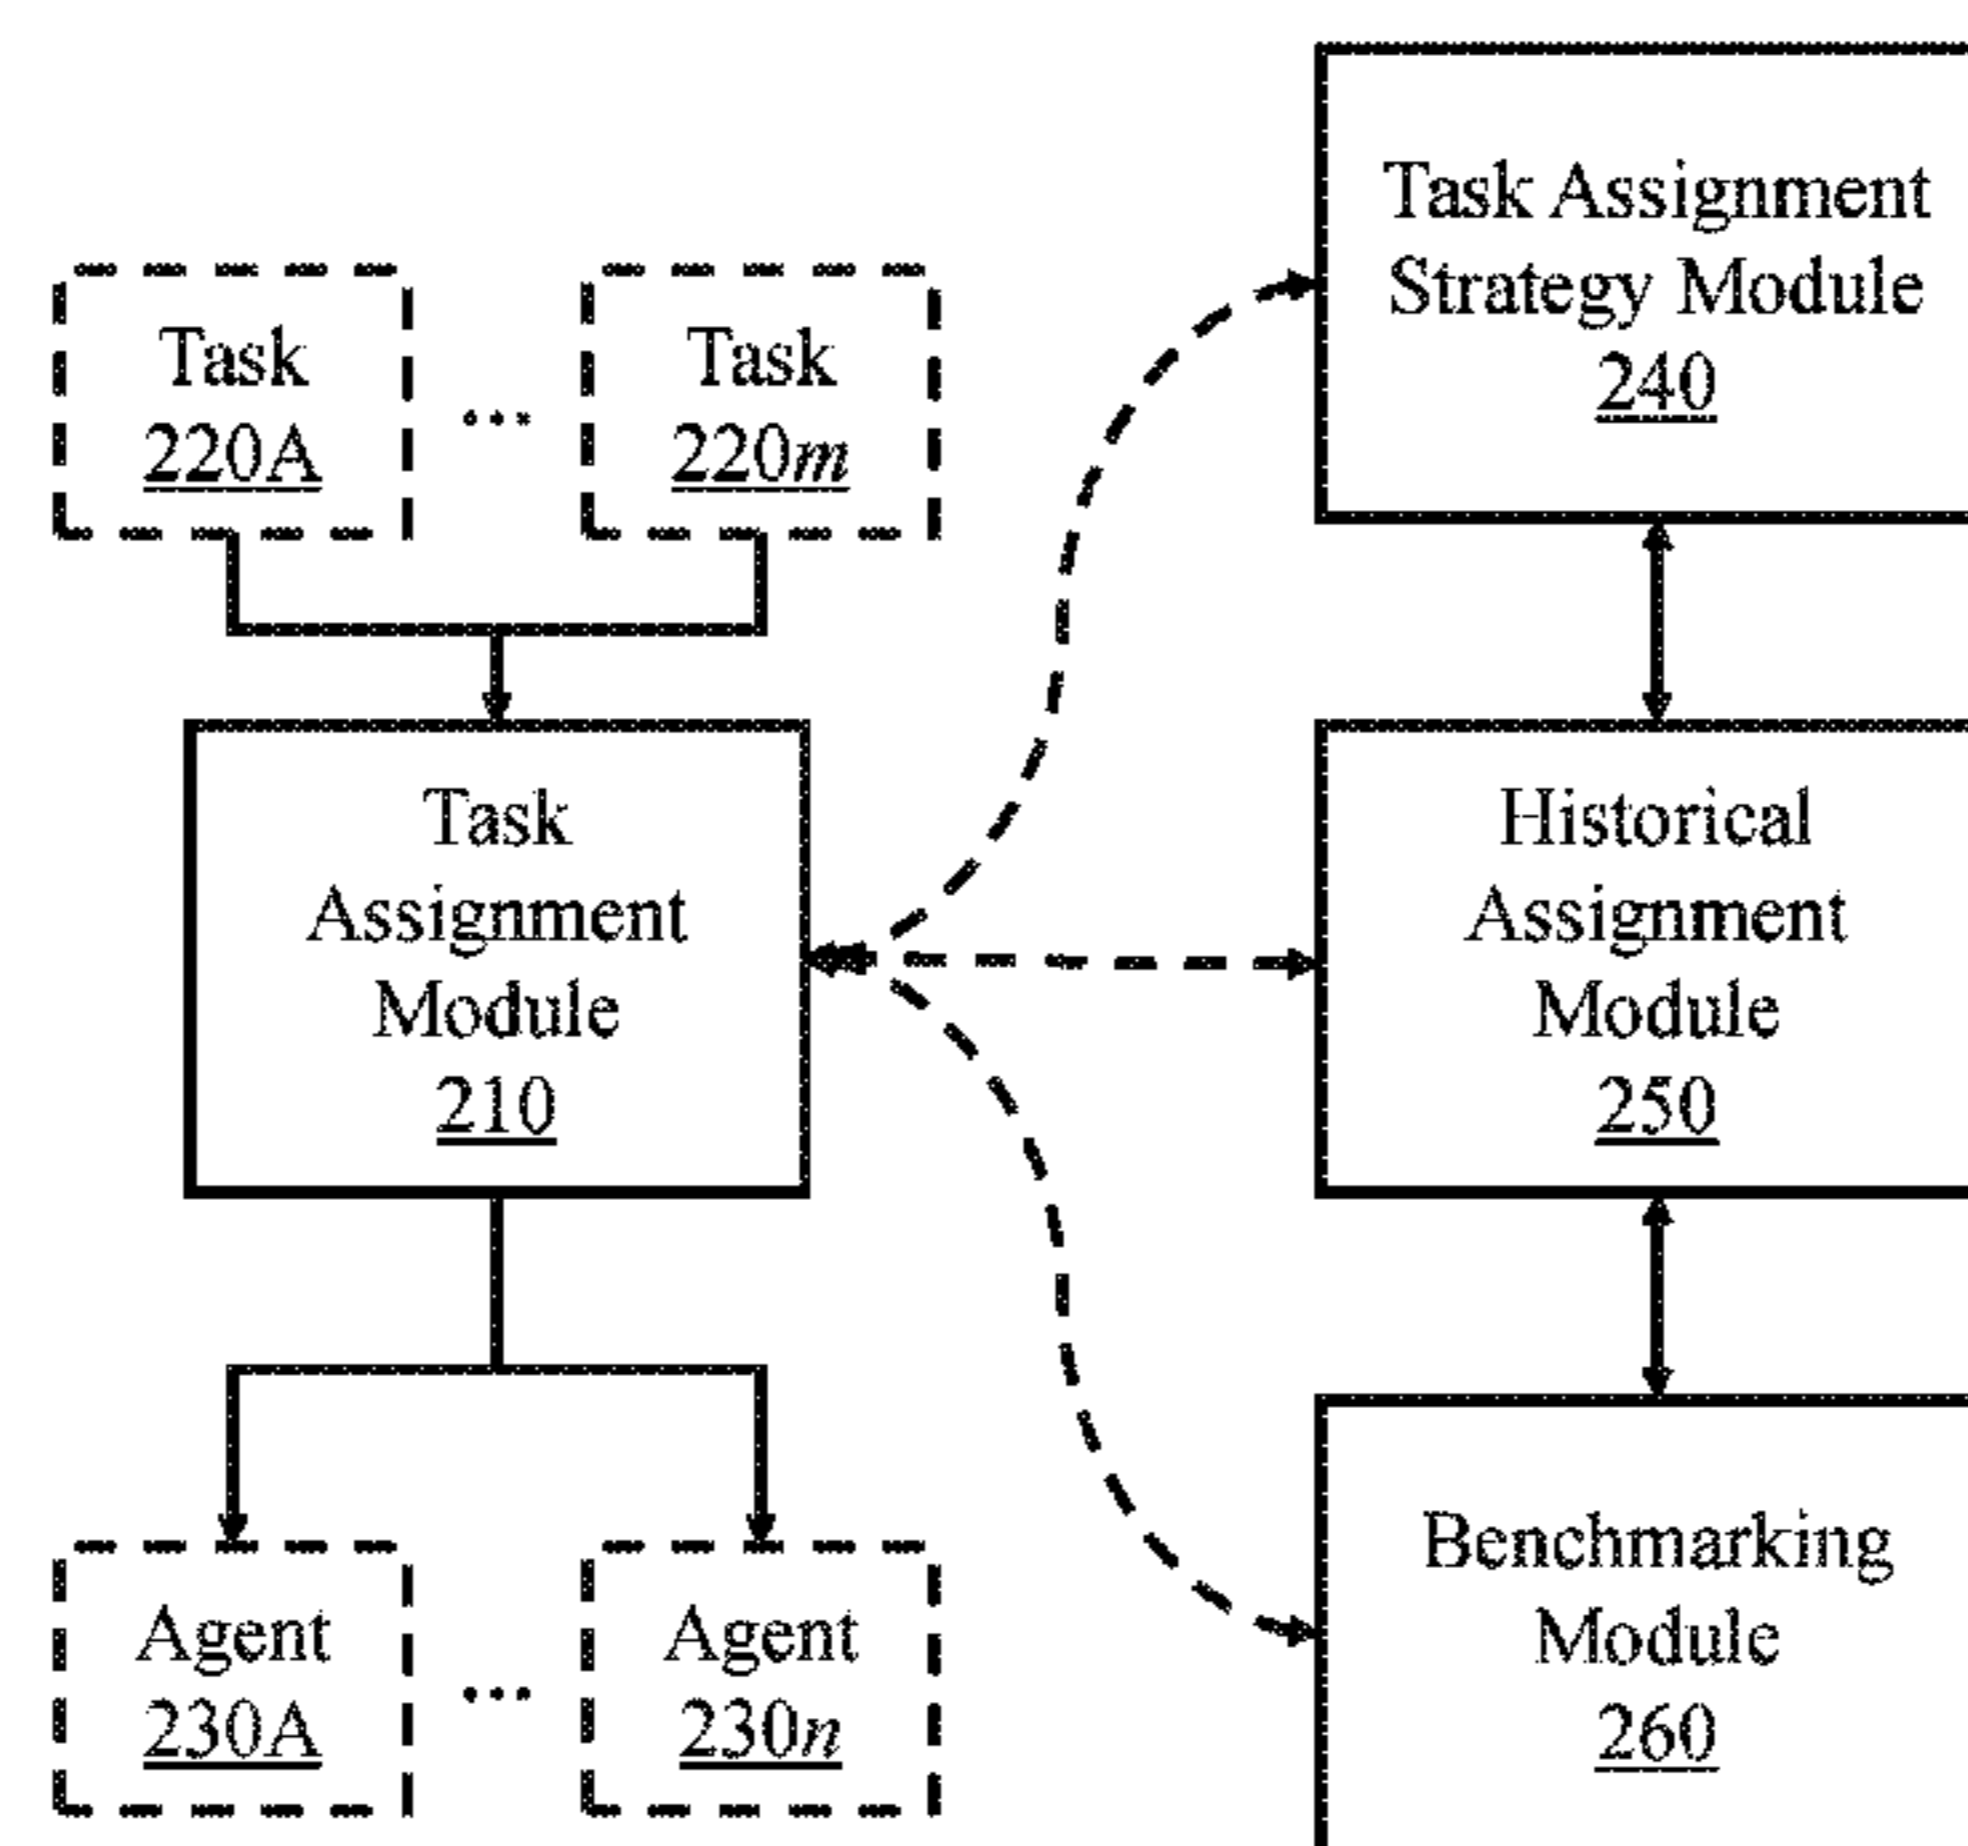 Task Assignment
Strategy Module
240
Task
220A
...
Task
220m
Task
Assignment
Module
210
Historical
Assignment
Module
250
Agent
230A
...
Agent
230n
Benchmarking
Module
260